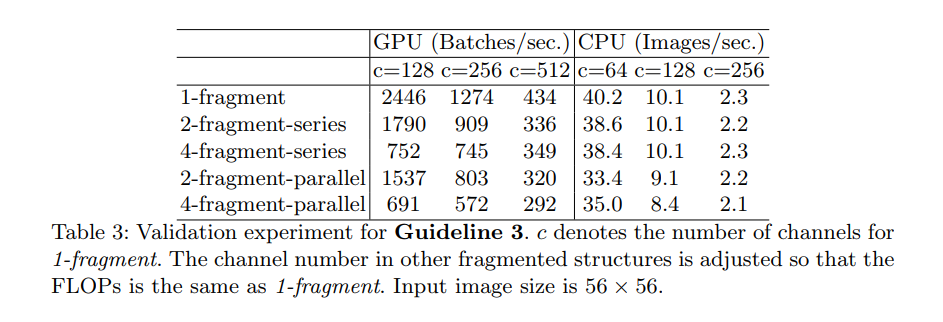 GPU (Batches/sec.) CPU (Images/sec.)
c=128 c=256 c=512 c=64 c=128 c=256
1-fragment 2446 1274 434 40.2 10.1 2.3
2-fragment-series 1790 909 336 38.6 10.1 2.2
4-fragment-series 752 745 349 38.4 10.1 2.3
2-fragment-parallel 1537 803 320 33.4 9.1 2.2
4-fragment-parallel 691 572 292 35.0 8.4 2.1
Table 3: Validation experiment for Guideline 3. c denotes the number of channels for
1-fragment. The channel number in other fragmented structures is adjusted so that the
FLOPs is the same as 1-fragment. Input image size is 56 × 56.